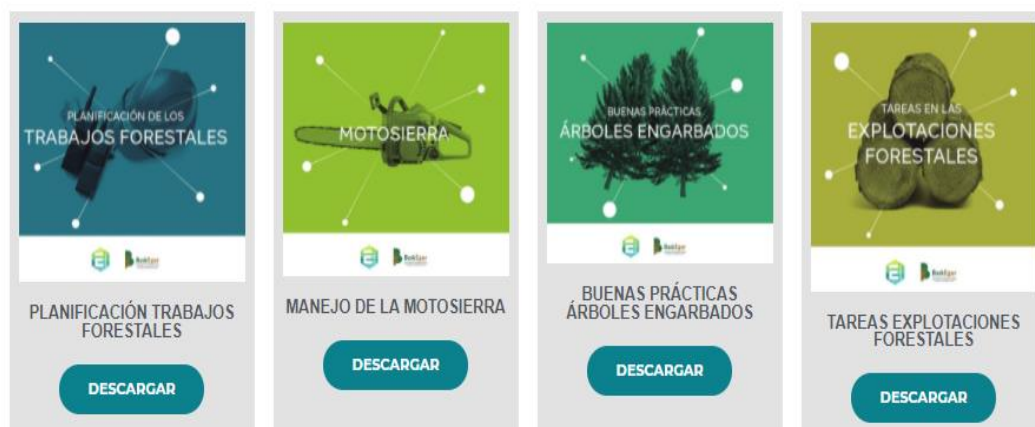 PLANIFICACIÓN DE LOS
TRABAJOS FORESTALES
PLANIFICACIÓN TRABAJOS
FORESTALES
DESCARGAR
MOTOSIERRA
MANEJO DE LA MOTOSIERRA
DESCARGAR
BUENAS PRÁCTICAS
ÁRBOLES ENGARBADOS
BUENAS PRÁCTICAS
ÁRBOLES ENGARBADOS
DESCARGAR
TAREAS EN LAS
EXPLOTACIONES
FORESTALES
TAREAS EXPLOTACIONES
FORESTALES
DESCARGAR